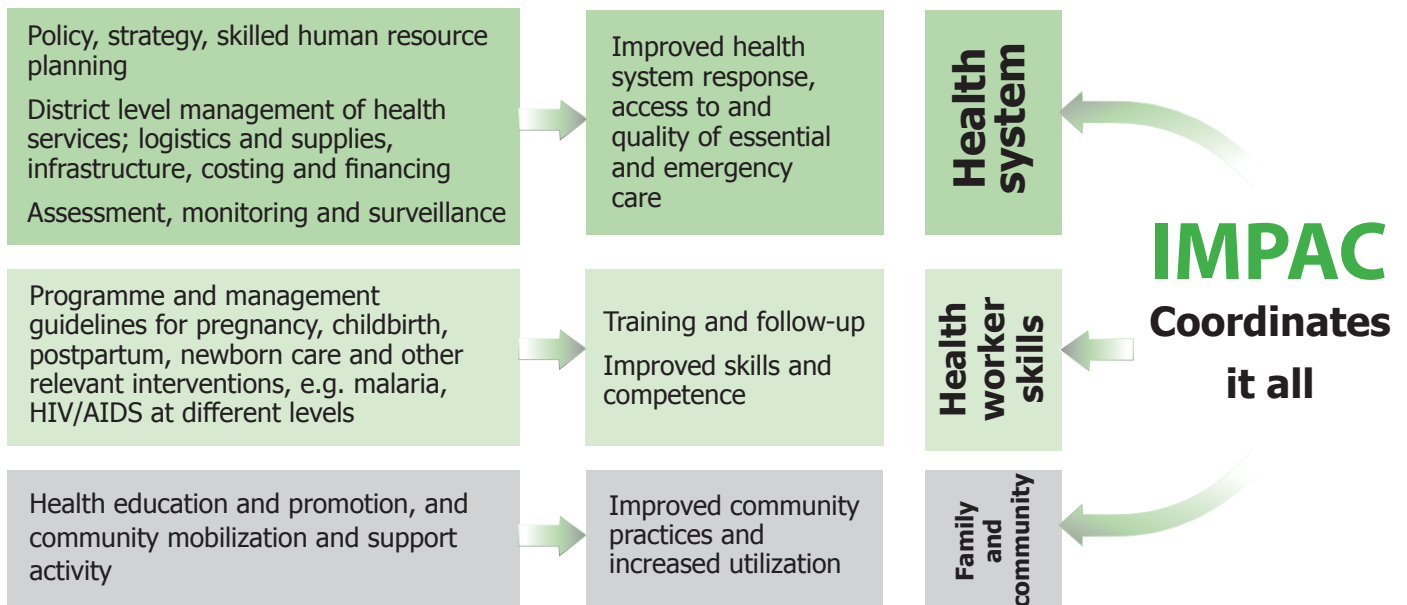 Policy, strategy, skilled human resource
planning
District level management of health
services; logistics and supplies,
infrastructure, costing and financing
Assessment, monitoring and surveillance
Improved health
system response,
access to and
quality of essential
and emergency
care
Health
system
Programme and management
guidelines for pregnancy, childbirth,
postpartum, newborn care and other
relevant interventions, e.g. malaria,
HIV/AIDS at different levels
Training and follow-up
Improved skills and
competence
Health
worker
skills
Health education and promotion, and
community mobilization and support
activity
Improved community
practices and
increased utilization
Family
and
community
IMPAC
Coordinates
it all